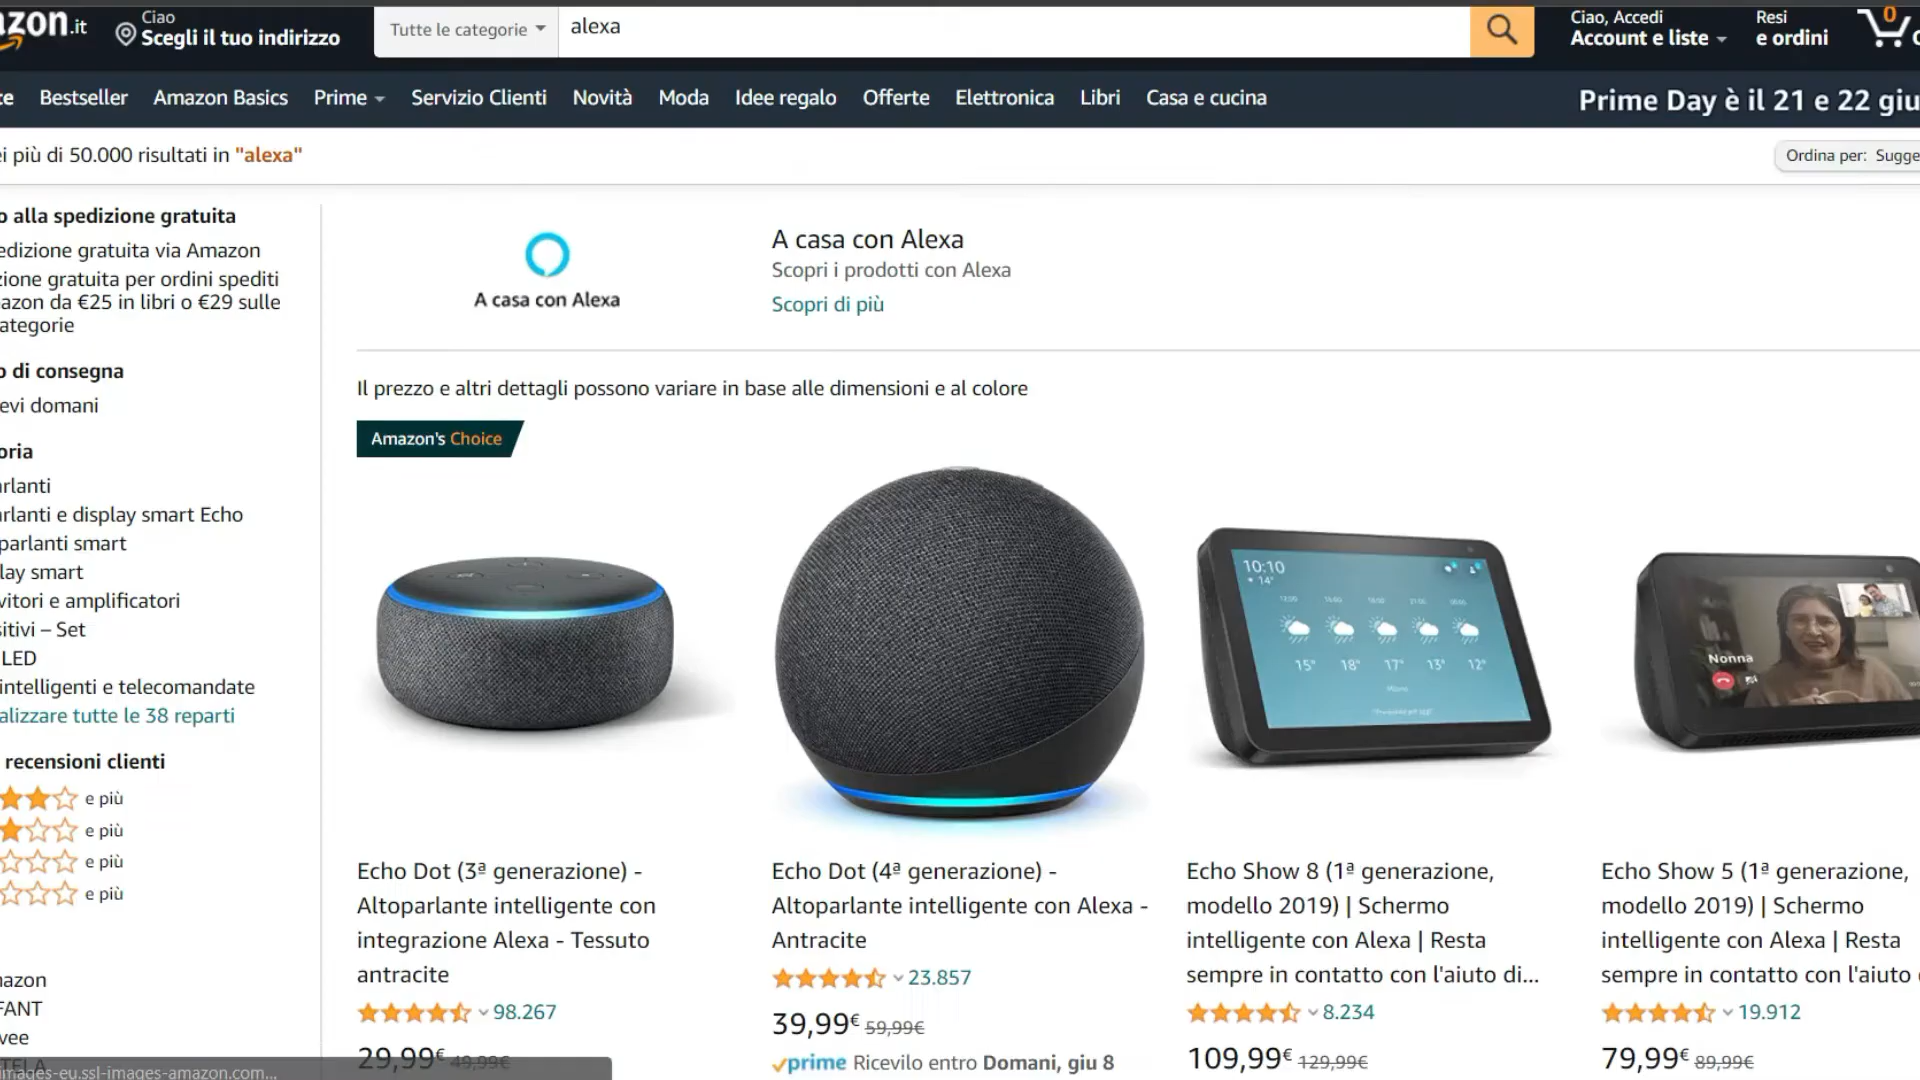 azon.it
Ciao
Scegli il tuo indirizzo
Tutte le categorie
alexa
Ciao, Accedi
Account e liste
Resi
e ordini
0
te
Bestseller
Amazon Basics
Prime
Servizio Clienti
Novità
Moda
Idee regalo
Offerte
Elettronica
Libri
Casa e cucina
Prime Day è il 21 e 22 giu
ei più di 50.000 risultati in "alexa"
Ordina per: Sugge
o alla spedizione gratuita
edizione gratuita via Amazon
zione gratuita per ordini spediti
azon da €25 in libri o €29 sulle
ategorie
o di consegna
evi domani
oria
arlanti
arlanti e display smart Echo
parlanti smart
lay smart
vitori e amplificatori
sitivi – Set
LED
intelligenti e telecomandate
alizzare tutte le 38 reparti
recensioni clienti
e più
e più
e più
e più
mazon
FANT
vee
TELA
images-eu.ssl-images-amazon.com...
A casa con Alexa
A casa con Alexa
Scopri i prodotti con Alexa
Scopri di più
Il prezzo e altri dettagli possono variare in base alle dimensioni e al colore
Amazon's Choice
Echo Dot (3ª generazione) -
Altoparlante intelligente con
integrazione Alexa - Tessuto
antracite
98.267
29,99€ 49,99€
Echo Dot (4ª generazione) -
Altoparlante intelligente con Alexa -
Antracite
23.857
39,99€ 59,99€
prime Ricevilo entro Domani, giu 8
10:10
14°
15° 18° 17° 13° 12°
Milano
Echo Show 8 (1ª generazione,
modello 2019) | Schermo
intelligente con Alexa | Resta
sempre in contatto con l'aiuto di...
8.234
109,99€ 129,99€
Nonna
Echo Show 5 (1ª generazione,
modello 2019) | Schermo
intelligente con Alexa | Resta
sempre in contatto con l'aiuto
19.912
79,99€ 89,99€